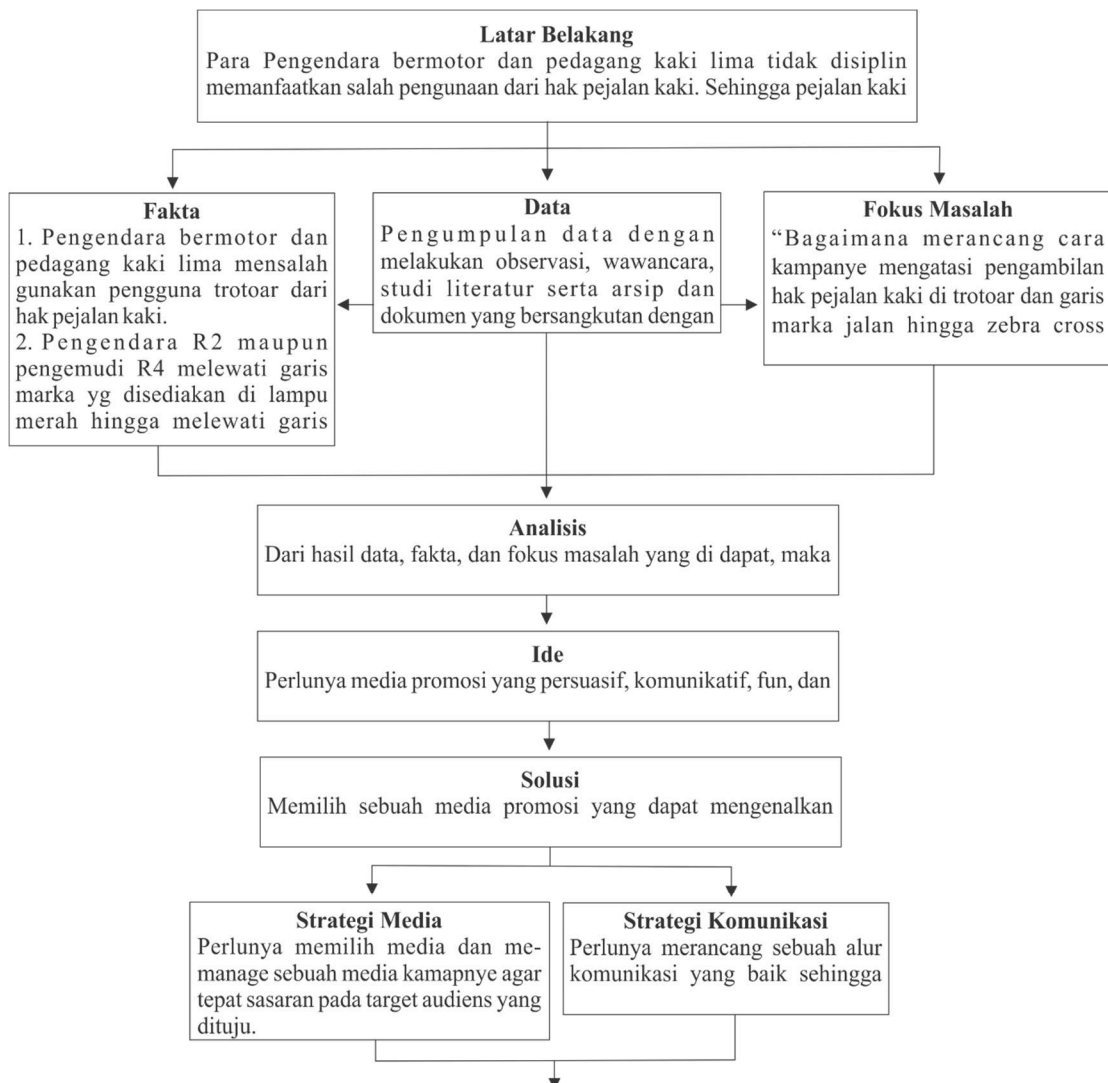 Latar Belakang
Para Pengendara bermotor dan pedagang kaki lima tidak disiplin
memanfaatkan salah pengunaan dari hak pejalan kaki. Sehingga pejalan kaki
Fakta
1. Pengendara bermotor dan
pedagang kaki lima mensalah
gunakan pengguna trotoar dari
hak pejalan kaki.
2. Pengendara R2 maupun
pengemudi R4 melewati garis
marka yg disediakan di lampu
merah hingga melewati garis
Data
Pengumpulan data dengan
melakukan observasi, wawancara,
studi literatur serta arsip dan
dokumen yang bersangkutan dengan
Fokus Masalah
“Bagaimana merancang cara
kampanye mengatasi pengambilan
hak pejalan kaki di trotoar dan garis
marka jalan hingga zebra cross
Analisis
Dari hasil data, fakta, dan fokus masalah yang di dapat, maka
Ide
Perlunya media promosi yang persuasif, komunikatif, fun, dan
Solusi
Memilih sebuah media promosi yang dapat mengenalkan
Strategi Media
Perlunya memilih media dan me-
manage sebuah media kamapnye agar
tepat sasaran pada target audiens yang
dituju.
Strategi Komunikasi
Perlunya merancang sebuah alur
komunikasi yang baik sehingga